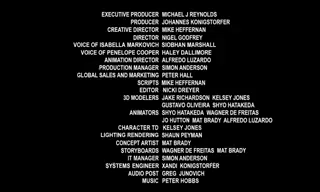 EXECUTIVE PRODUCER MICHAEL J REYNOLDS
PRODUCER JOHANNES KONIGSTORFER
CREATIVE DIRECTOR MIKE HEFFERNAN
DIRECTOR NIGEL GODFREY
VOICE OF ISABELLA MARKOVICH SIOBHAN MARSHALL
VOICE OF PENELOPE COOPER HALEY DALLIMORE
ANIMATION DIRECTOR ALFREDO LUZARDO
PRODUCTION MANAGER SIMON ANDERSON
GLOBAL SALES AND MARKETING PETER HALL
SCRIPTS MIKE HEFFERNAN
EDITOR NICKI DREYER
3D MODELERS JAKE RICHARDSON KELSEY JONES
GUSTAVO OLIVEIRA SHYO HATAKEDA
ANIMATORS SHYO HATAKEDA WAGNER DE FREITAS
JO HUTTON MAT BRADY ALFREDO LUZARDO
CHARACTER TD KELSEY JONES
LIGHTING RENDERING SHAUN PEYMAN
CONCEPT ARTIST MAT BRADY
STORYBOARDS WAGNER DE FREITAS MAT BRADY
IT MANAGER SIMON ANDERSON
SYSTEMS ENGINEER XANDI KONIGSTORFER
AUDIO POST GREG JUNOVICH
MUSIC PETER HOBBS